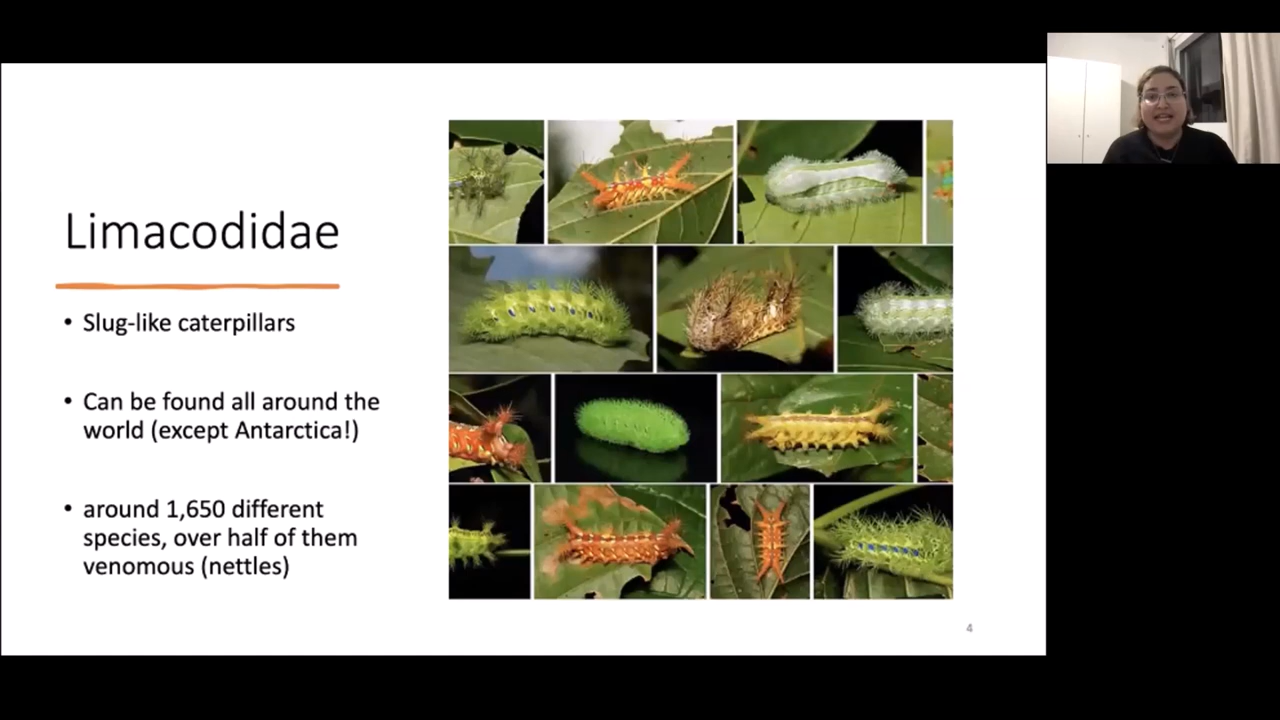 Limacodidae
• Slug-like caterpillars
• Can be found all around the
world (except Antarctica!)
• around 1,650 different
species, over half of them
venomous (nettles)
4